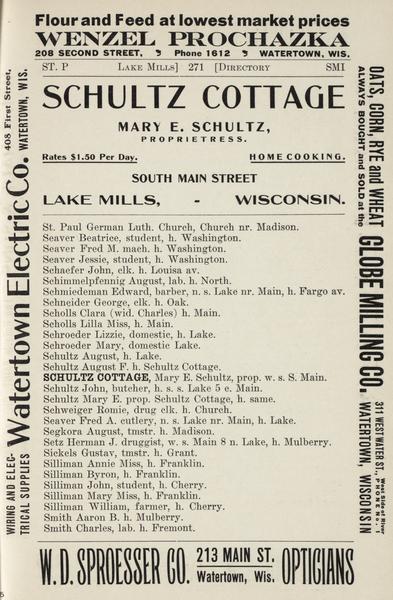 Flour and Feed at lowest market prices
WENZEL PROCHAZKA
208 SECOND STREET, Phone 1612 WATERTOWN, WIS.
ST. P LAKE MILLS] 271 [DIRECTORY SMI
SCHULTZ COTTAGE
MARY E. SCHULTZ,
PROPRIETRESS.
Rates $1.50 Per Day. HOME COOKING.
SOUTH MAIN STREET
LAKE MILLS, - WISCONSIN.
St. Paul German Luth. Church, Church nr. Madison.
Seaver Beatrice, student, h. Washington.
Seaver Fred M. mach. h. Washington.
Seaver Jessie, student, h. Washington.
Schaefer John, clk. h. Louisa av.
Schimmelpfennig August, lab. h. North.
Schmiedeman Edward, barber, n. s. Lake nr. Main, h. Fargo av.
Schneider George, clk. h. Oak.
Scholls Clara (wid. Charles) h. Main.
Scholls Lilla Miss, h. Main.
Schroeder Lizzie, domestic, h. Lake.
Schroeder Mary, domestic Lake.
Schultz August, h. Lake.
Schultz August F. h. Schultz Cottage.
SCHULTZ COTTAGE, Mary E. Schultz, prop. w. s. S. Main.
Schultz John, butcher, h. s. s. Lake 5 e. Main.
Schultz Mary E. prop. Schultz Cottage, h. same.
Schweiger Romie, drug clk. h. Church.
Seaver Fred A. cutlery, n. s. Lake nr. Main, h. Lake.
Segkora August, tmstr. h. Madison.
Setz Herman J. druggist, w. s. Main 8 n. Lake, h. Mulberry.
Sickels Gustav, tmstr. h. Grant.
Silliman Annie Miss, h. Franklin.
Silliman Byron, h. Franklin.
Silliman John, student, h. Cherry.
Silliman Mary Miss, h. Franklin.
Silliman William, farmer, h. Cherry.
Smith Aaron B. h. Mulberry.
Smith Charles, lab. h. Fremont.
WIRING AND ELEC-
TRICAL SUPPLIES
Watertown Electric Co.
408 First Street,
WATERTOWN, WIS.
OATS, CORN, RYE and WHEAT
ALWAYS BOUGHT and SOLD at the
GLOBE MILLING CO.
311 WEST WATER ST.
West Side of River
PHONE No. 1
WATERTOWN, WISCONSIN
W. D. SPROESSER CO. 213 MAIN ST. OPTICIANS
Watertown, Wis.